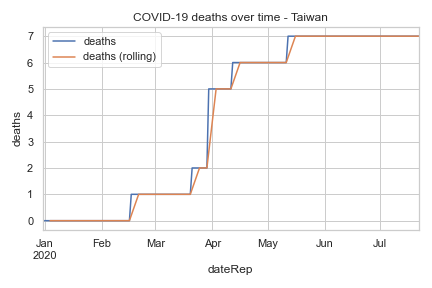 COVID-19 deaths over time - Taiwan
deaths
deaths (rolling)
deaths
7
6
5
4
3
2
1
0
Jan Feb Mar Apr May Jun Jul
2020
dateRep